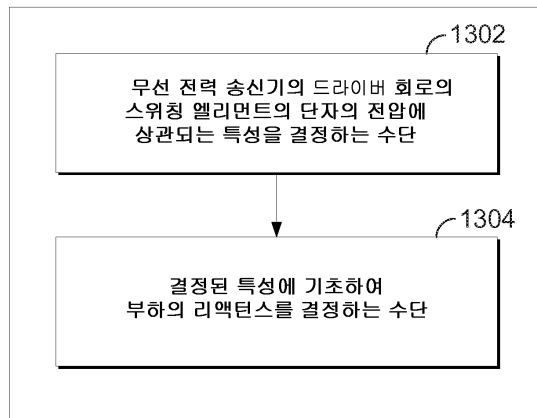 1302
무선 전력 송신기의 드라이버 회로의
스위칭 엘리먼트의 단자의 전압에
상관되는 특성을 결정하는 수단
1304
결정된 특성에 기초하여
부하의 리액턴스를 결정하는 수단